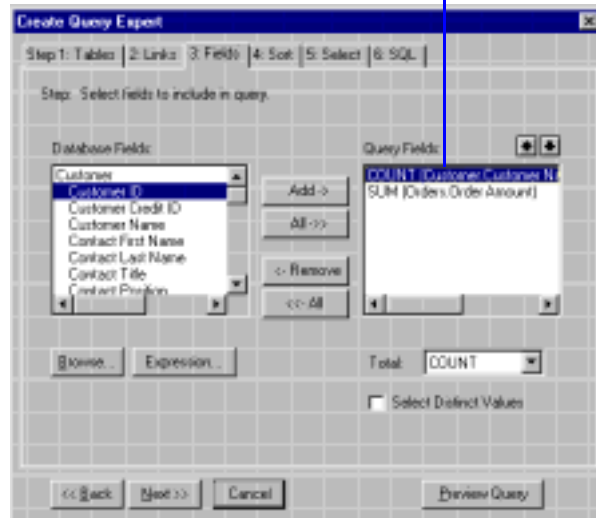 Create Query Expert
Step 1: Tables 2: Links 3: Fields 4: Sort 5: Select 6: SQL
Step: Select fields to include in query.
Database Fields: Query Fields:
Customer
Customer ID
Customer Credit ID
Customer Name
Contact First Name
Contact Last Name
Contact Title
Contact Position
COUNT (Customer.Customer Na
SUM (Orders.Order Amount)
Add ->
All ->>
<- Remove
<<- All
Browse... Expression...
Total: COUNT
Select Distinct Values
<< Back Next >> Cancel Preview Query